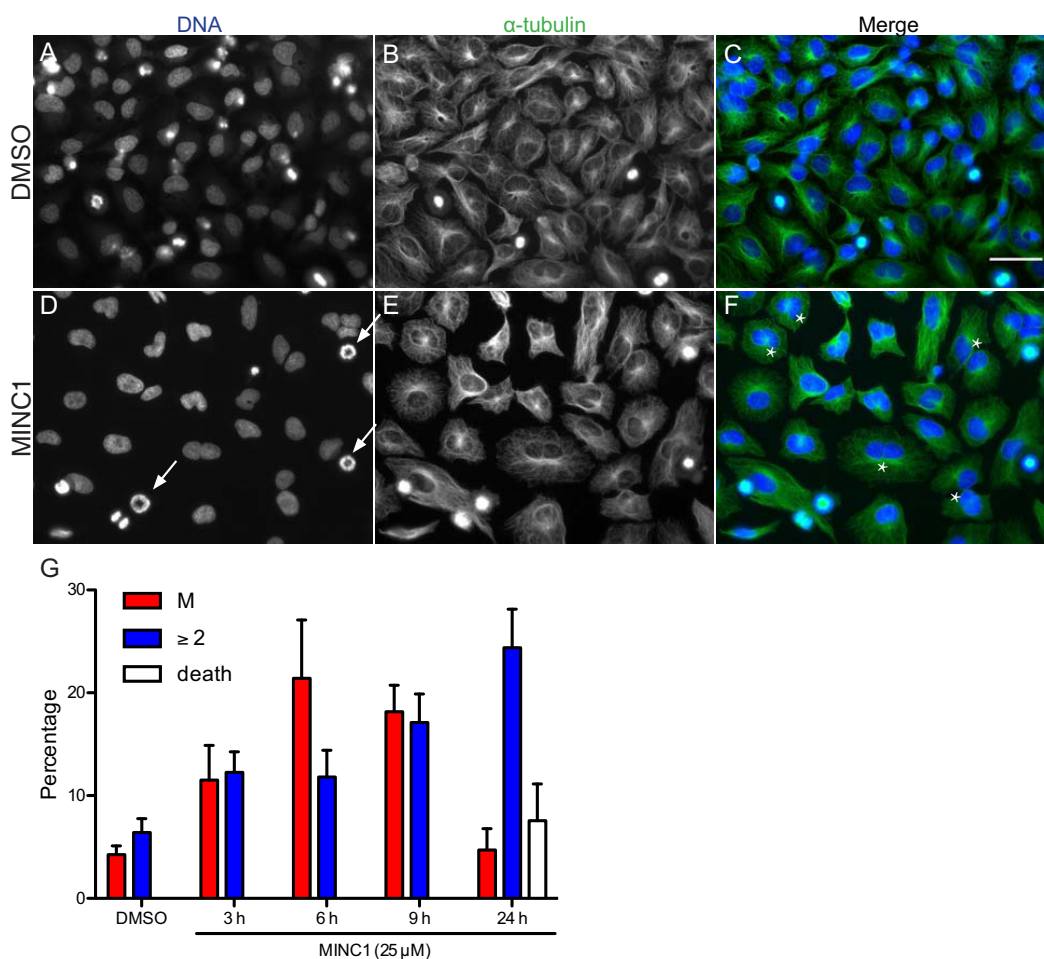 DNA α-tubulin Merge
A B C
DMSO
D E F
MINC1
* * * * *
G
30
20
10
0
Percentage
M
≥ 2
death
DMSO 3 h 6 h 9 h 24 h
MINC1 (25 µM)